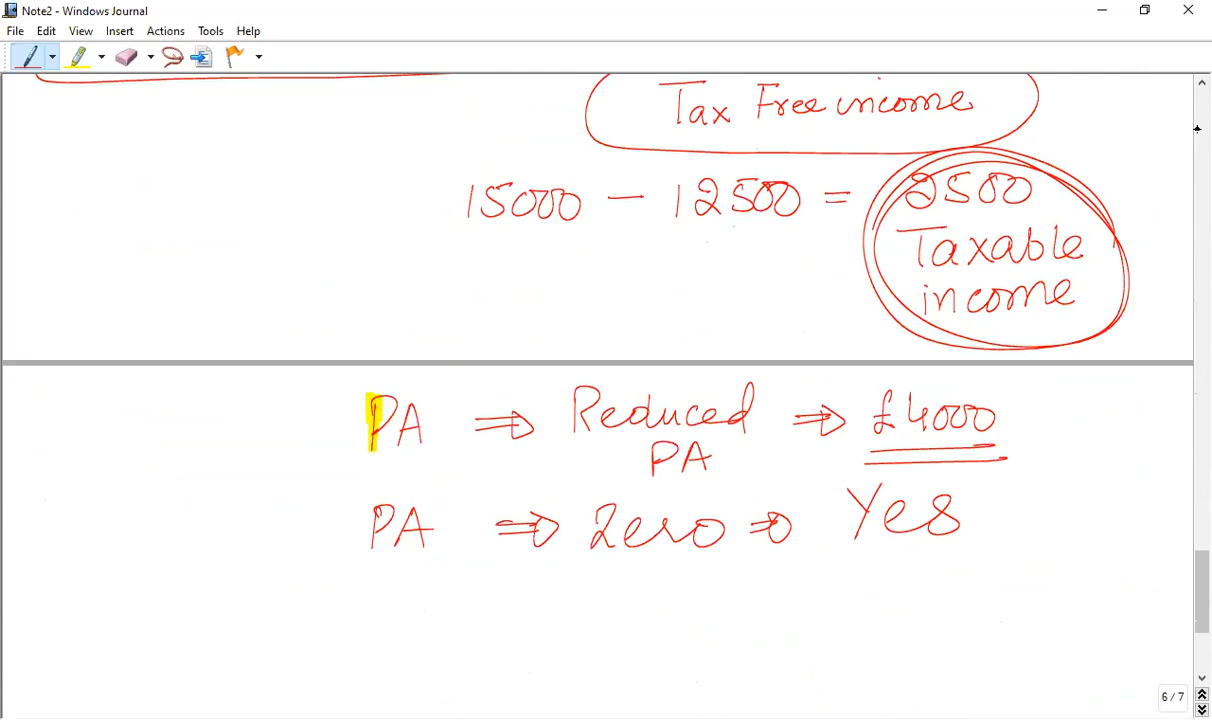 Note2 - Windows Journal
File Edit View Insert Actions Tools Help
Tax Free income
15000 - 12500 = 2500
Taxable
income
PA ⇒ Reduced ⇒ £4000
PA
PA ⇒ Zero ⇒ Yes
6 / 7